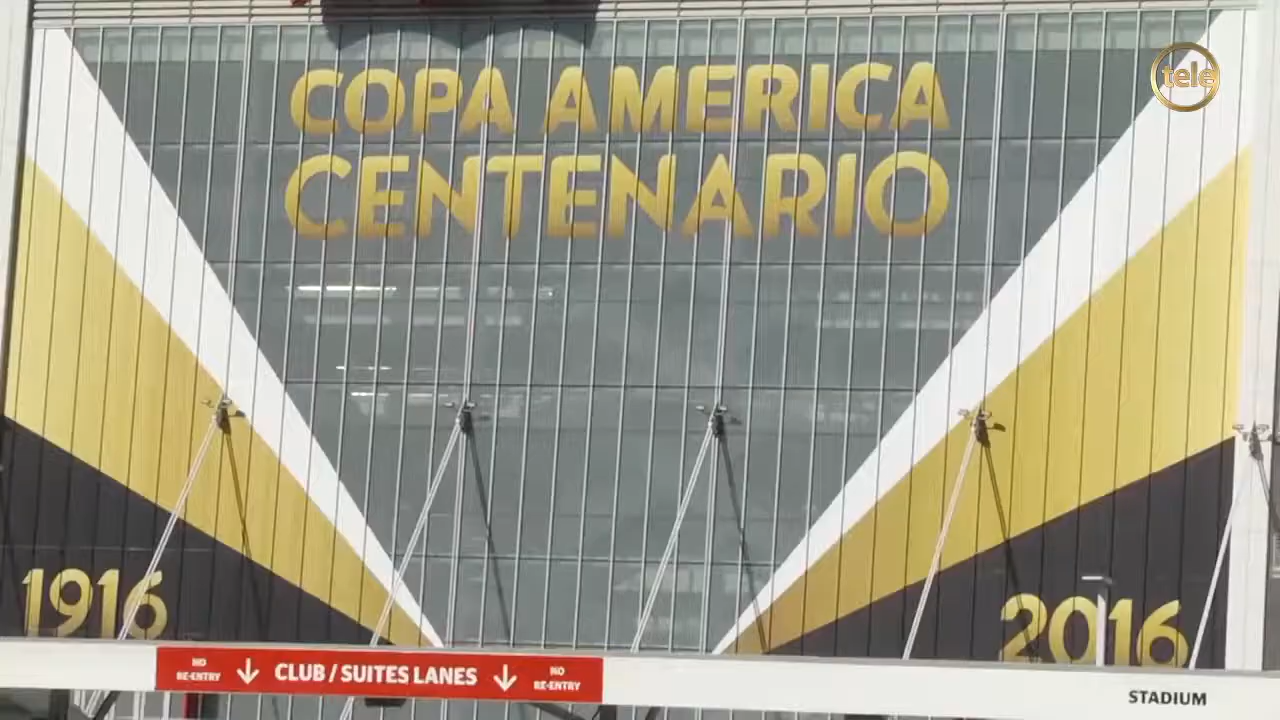 tele
COPA AMERICA
CENTENARIO
1916
2016
NO
RE-ENTRY
CLUB / SUITES LANES
NO
RE-ENTRY
STADIUM